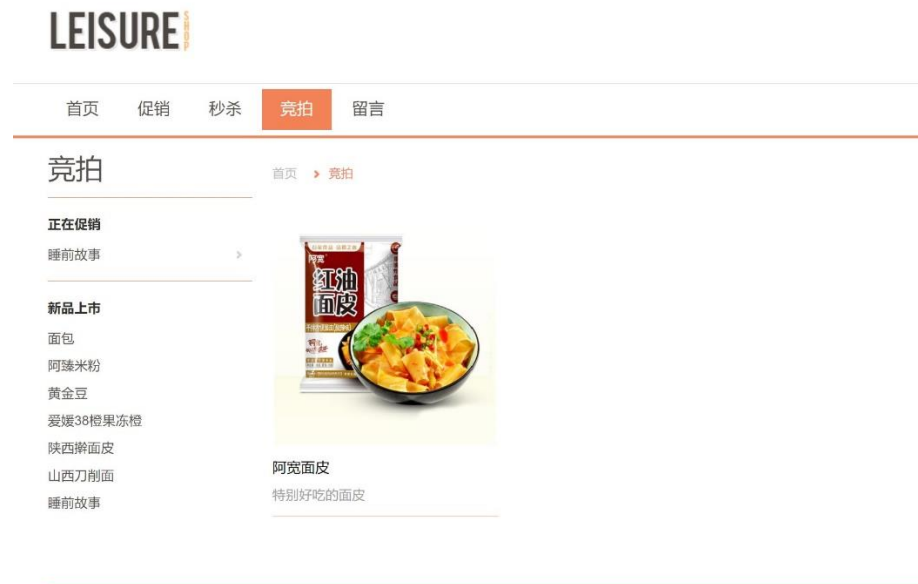 LEISURE SHOP
首页 促销 秒杀 竞拍 留言
竞拍
首页 › 竞拍
正在促销
睡前故事
新品上市
面包
阿臻米粉
黄金豆
爱媛38橙果冻橙
陕西擀面皮
山西刀削面
睡前故事
阿宽
红油
面皮
阿宽面皮
特别好吃的面皮